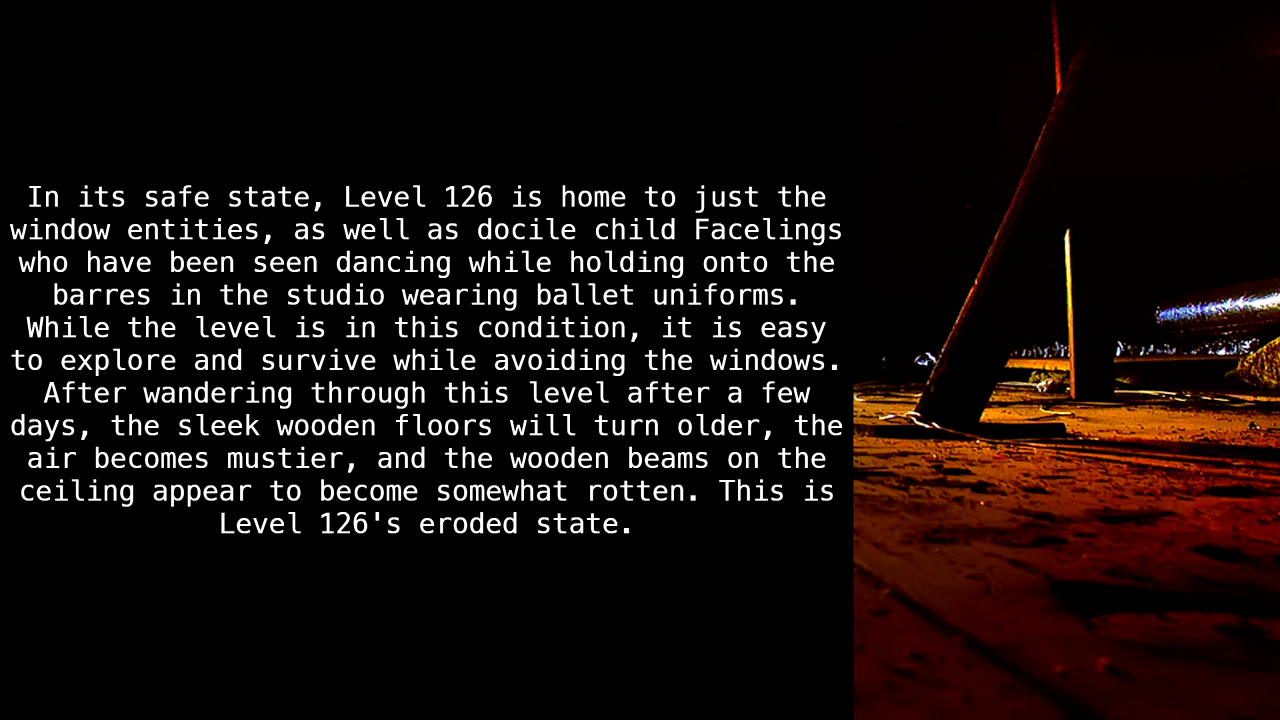 In its safe state, Level 126 is home to just the
window entities, as well as docile child Facelings
who have been seen dancing while holding onto the
barres in the studio wearing ballet uniforms.
While the level is in this condition, it is easy
to explore and survive while avoiding the windows.
After wandering through this level after a few
days, the sleek wooden floors will turn older, the
air becomes mustier, and the wooden beams on the
ceiling appear to become somewhat rotten. This is
Level 126's eroded state.